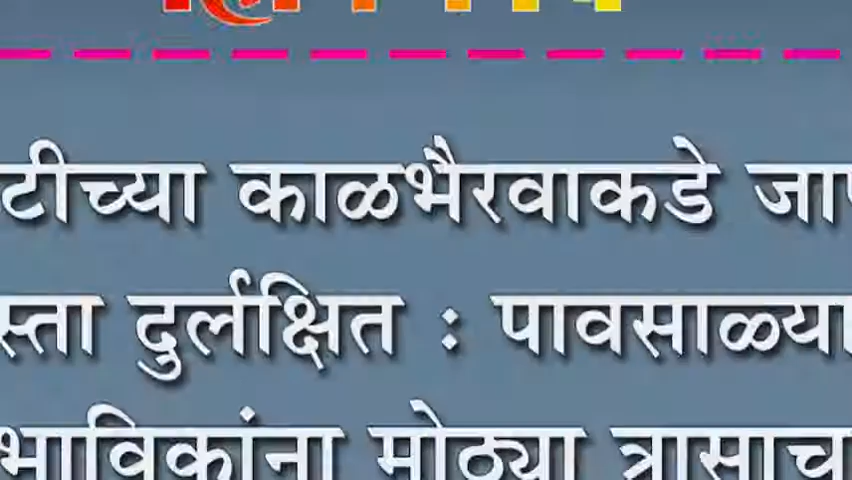 टीच्या काळभैरवाकडे
स्ता दुर्लक्षित : पावसाळ्या
भाविकांना मोठ्या त्रासाच